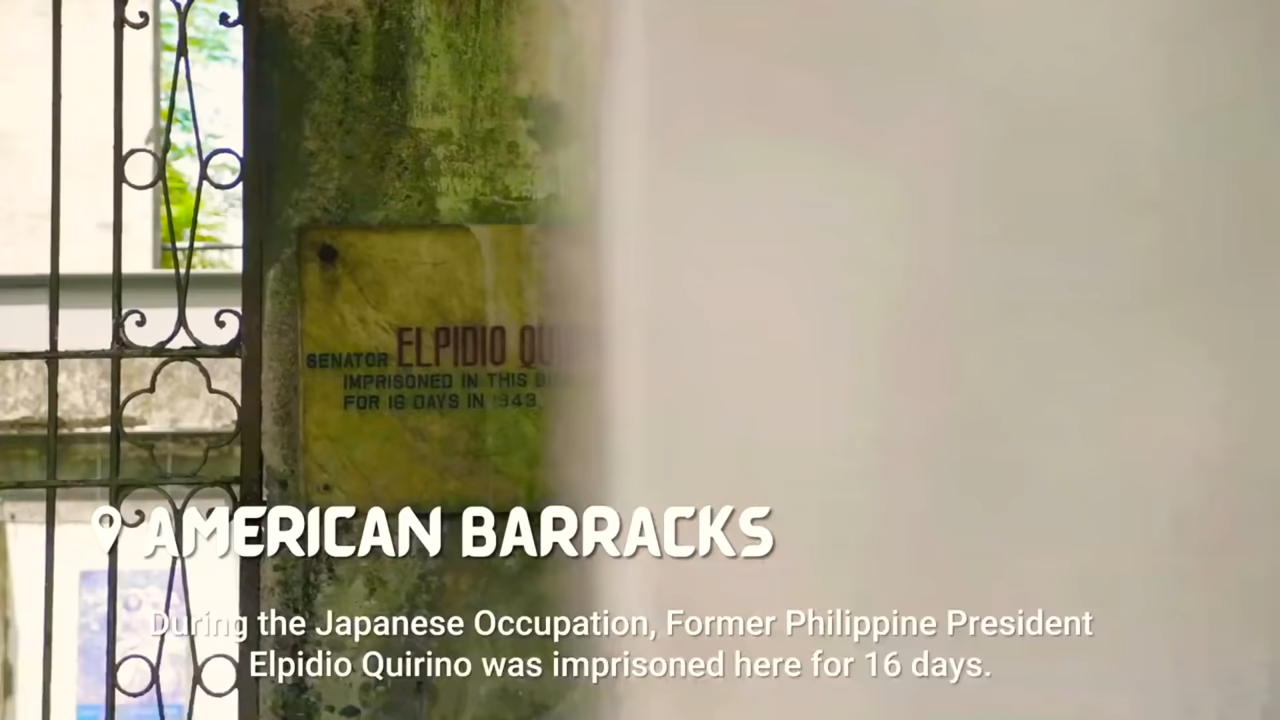 SENATOR ELPIDIO
IMPRISONED IN THIS
FOR 16 DAYS IN 1943
AMERICAN BARRACKS
During the Japanese Occupation, Former Philippine President
Elpidio Quirino was imprisoned here for 16 days.